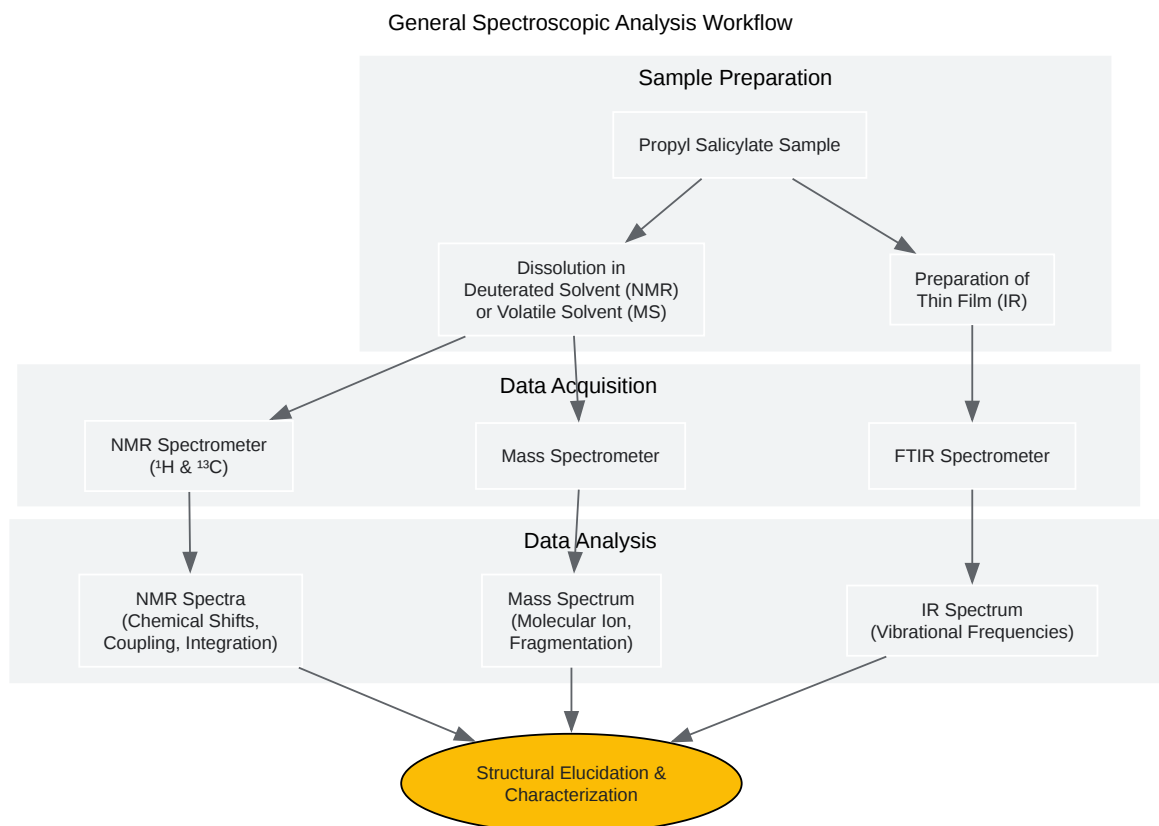 General Spectroscopic Analysis Workflow
Sample Preparation
Propyl Salicylate Sample
Dissolution in
Deuterated Solvent (NMR)
or Volatile Solvent (MS)
Preparation of
Thin Film (IR)
Data Acquisition
NMR Spectrometer
(¹H & ¹³C)
Mass Spectrometer
FTIR Spectrometer
Data Analysis
NMR Spectra
(Chemical Shifts,
Coupling, Integration)
Mass Spectrum
(Molecular Ion,
Fragmentation)
IR Spectrum
(Vibrational Frequencies)
Structural Elucidation &
Characterization